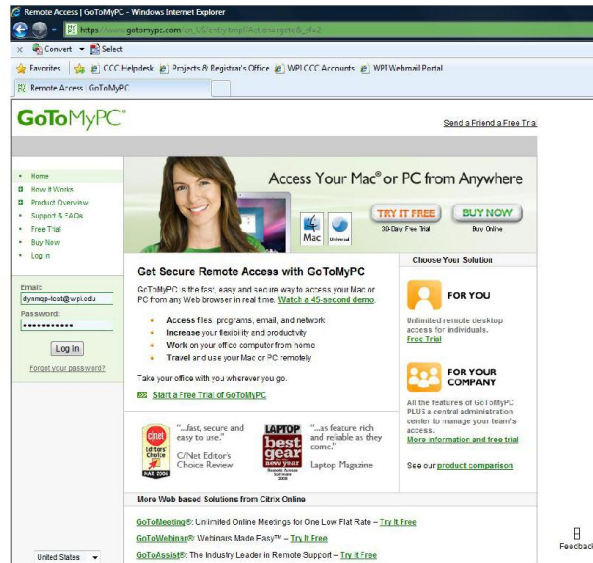 Remote Access | GoToMyPC - Windows Internet Explorer
Convert Select
Favorites CCC Helpdesk Projects & Registrar's Office WPI CCC Accounts WPI Webmail Portal
Remote Access | GoToMyPC
GoToMyPC
Send a Friend a Free Trial
Home
How It Works
Product Overview
Support & FAQs
Free Trial
Buy Now
Log In
Email:
Password:
Log In
Forgot your password?
United States
Access Your Mac® or PC from Anywhere
Mac
Universal
TRY IT FREE
30-Day Free Trial
BUY NOW
Buy Online
Get Secure Remote Access with GoToMyPC
GoToMyPC is the fast, easy and secure way to access your Mac or
PC from any Web browser in real time. Watch a 45-second demo.
Access files, programs, email, and network
Increase your flexibility and productivity
Work on your office computer from home
Travel and use your Mac or PC remotely
Take your office with you wherever you go.
Start a Free Trial of GoToMyPC
cnet
Editors'
Choice
"...fast, secure and
easy to use."
C/Net Editor's
Choice Review
LAPTOP
best
gear
new year
"...as feature rich
and reliable as they
come."
Laptop Magazine
Choose Your Solution
FOR YOU
Unlimited remote desktop
access for individuals.
Free Trial
FOR YOUR
COMPANY
All the features of GoToMyPC
PLUS a central administration
center to manage your team's
access.
More information and free trial
See our product comparison
More Web based Solutions from Citrix Online
GoToMeeting®: Unlimited Online Meetings for One Low Flat Rate – Try It Free
GoToWebinar®: Webinars Made Easy™ – Try It Free
GoToAssist®: The Industry Leader in Remote Support – Try It Free
Feedback